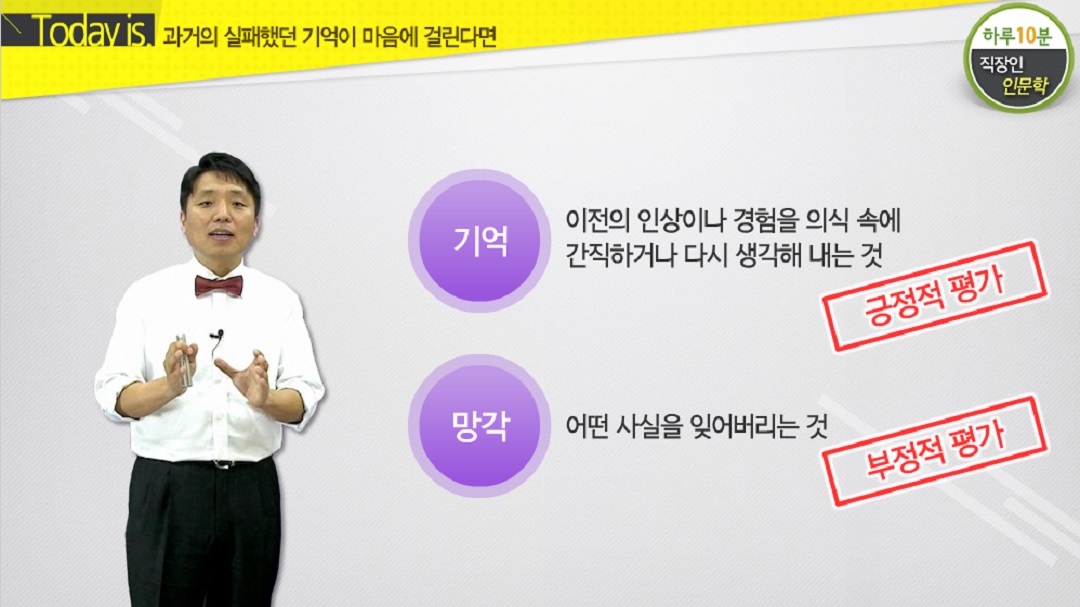 Today is. 과거의 실패했던 기억이 마음에 걸린다면
하루10분
직장인
인문학
기억
이전의 인상이나 경험을 의식 속에
간직하거나 다시 생각해 내는 것
긍정적 평가
망각
어떤 사실을 잊어버리는 것
부정적 평가